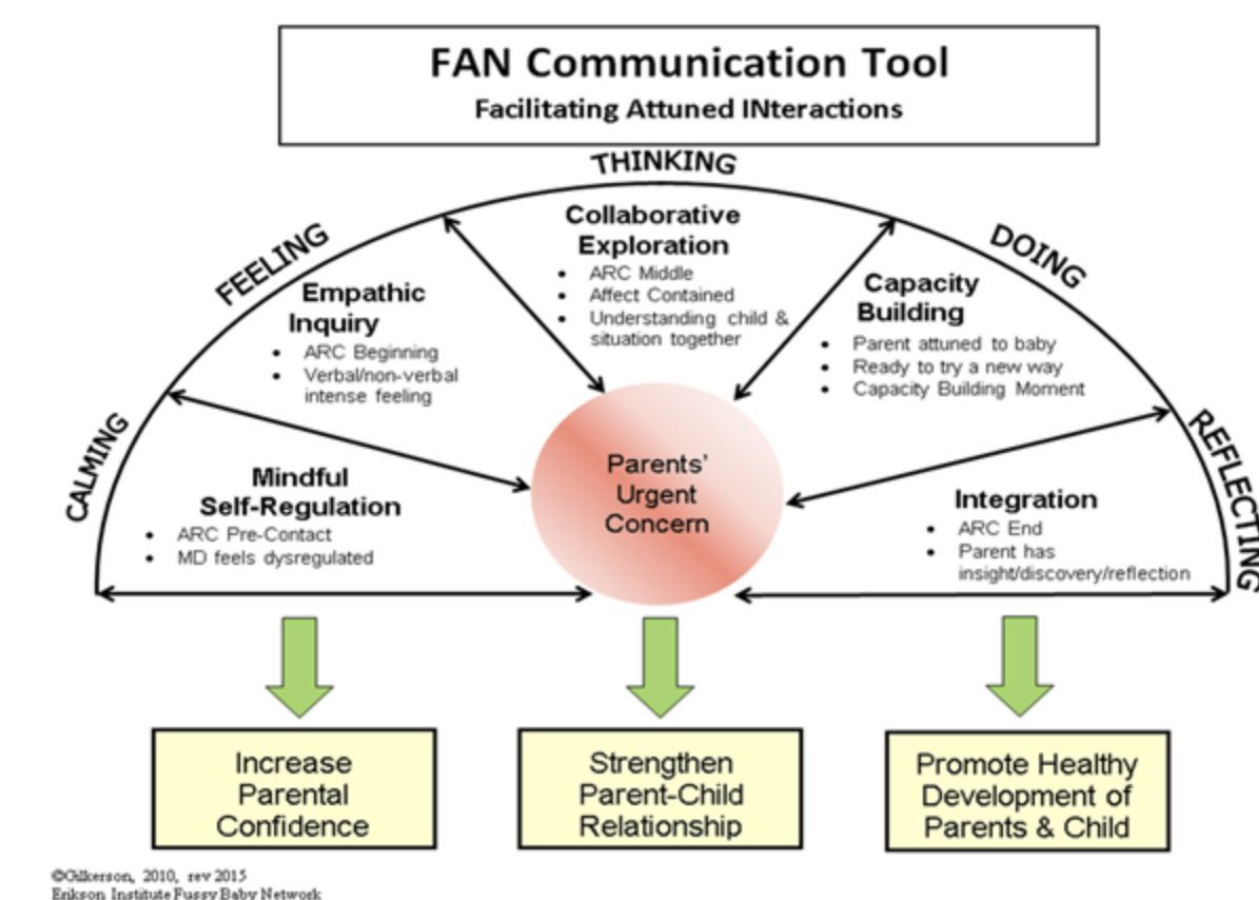 FAN Communication Tool
Facilitating Attuned INteractions
CALMING
FEELING
THINKING
DOING
REFLECTING
Mindful
Self-Regulation
• ARC Pre-Contact
• MD feels dysregulated
Empathic
Inquiry
• ARC Beginning
• Verbal/non-verbal
intense feeling
Collaborative
Exploration
• ARC Middle
• Affect Contained
• Understanding child &
situation together
Capacity
Building
• Parent attuned to baby
• Ready to try a new way
• Capacity Building Moment
Integration
• ARC End
• Parent has
insight/discovery/reflection
Parents'
Urgent
Concern
Increase
Parental
Confidence
Strengthen
Parent-Child
Relationship
Promote Healthy
Development of
Parents & Child
©Gilkerson, 2010, rev 2015
Erikson Institute Fussy Baby Network